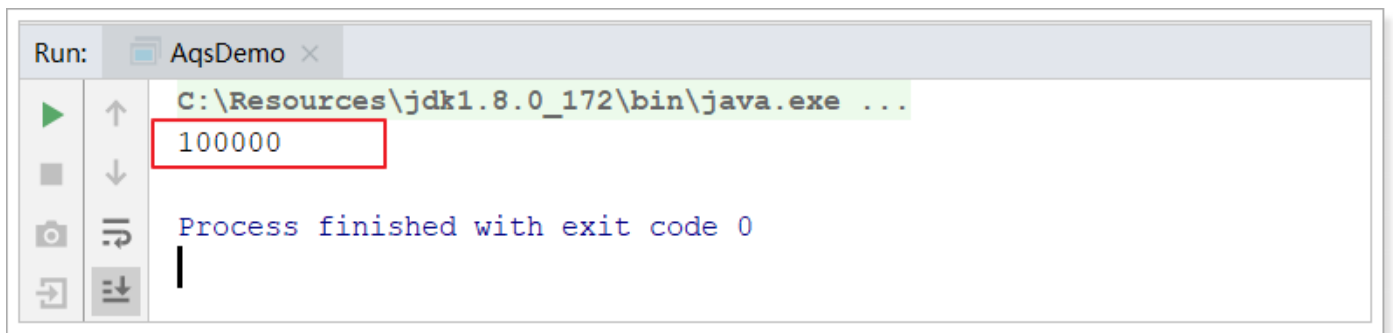 Run: AqsDemo
C:\Resources\jdk1.8.0_172\bin\java.exe ...
100000
Process finished with exit code 0